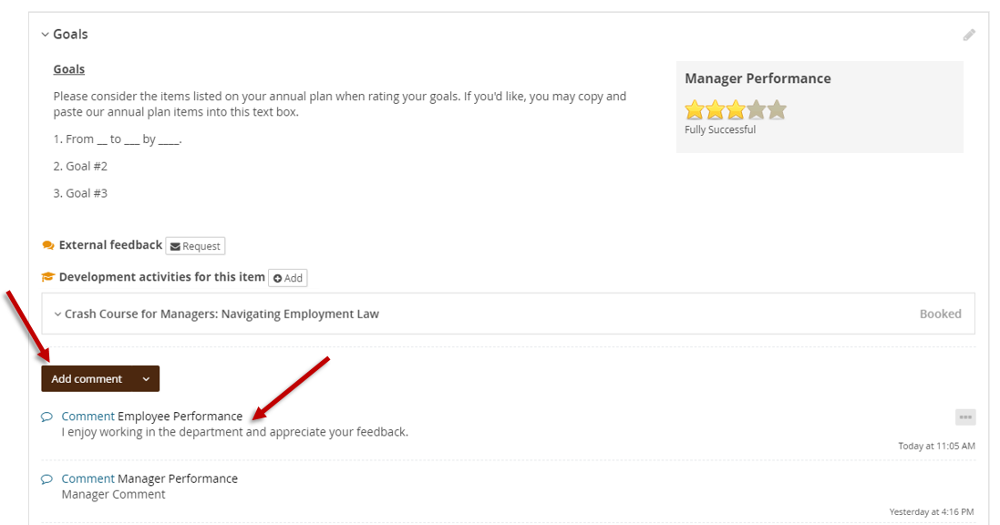 Goals
Goals
Please consider the items listed on your annual plan when rating your goals. If you'd like, you may copy and
paste our annual plan items into this text box.
1. From __ to ___ by ____.
2. Goal #2
3. Goal #3
Manager Performance
Fully Successful
External feedback Request
Development activities for this item Add
Crash Course for Managers: Navigating Employment Law Booked
Add comment
Comment Employee Performance
I enjoy working in the department and appreciate your feedback.
Today at 11:05 AM
Comment Manager Performance
Manager Comment
Yesterday at 4:16 PM